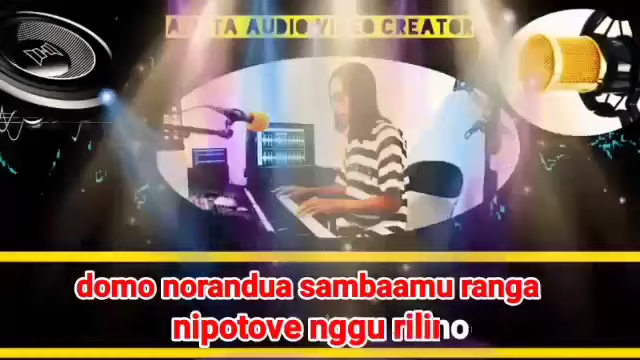 AUDIO VIDEO CREATOR
domo norandua sambaamu ranga
nipotove nggu rilino